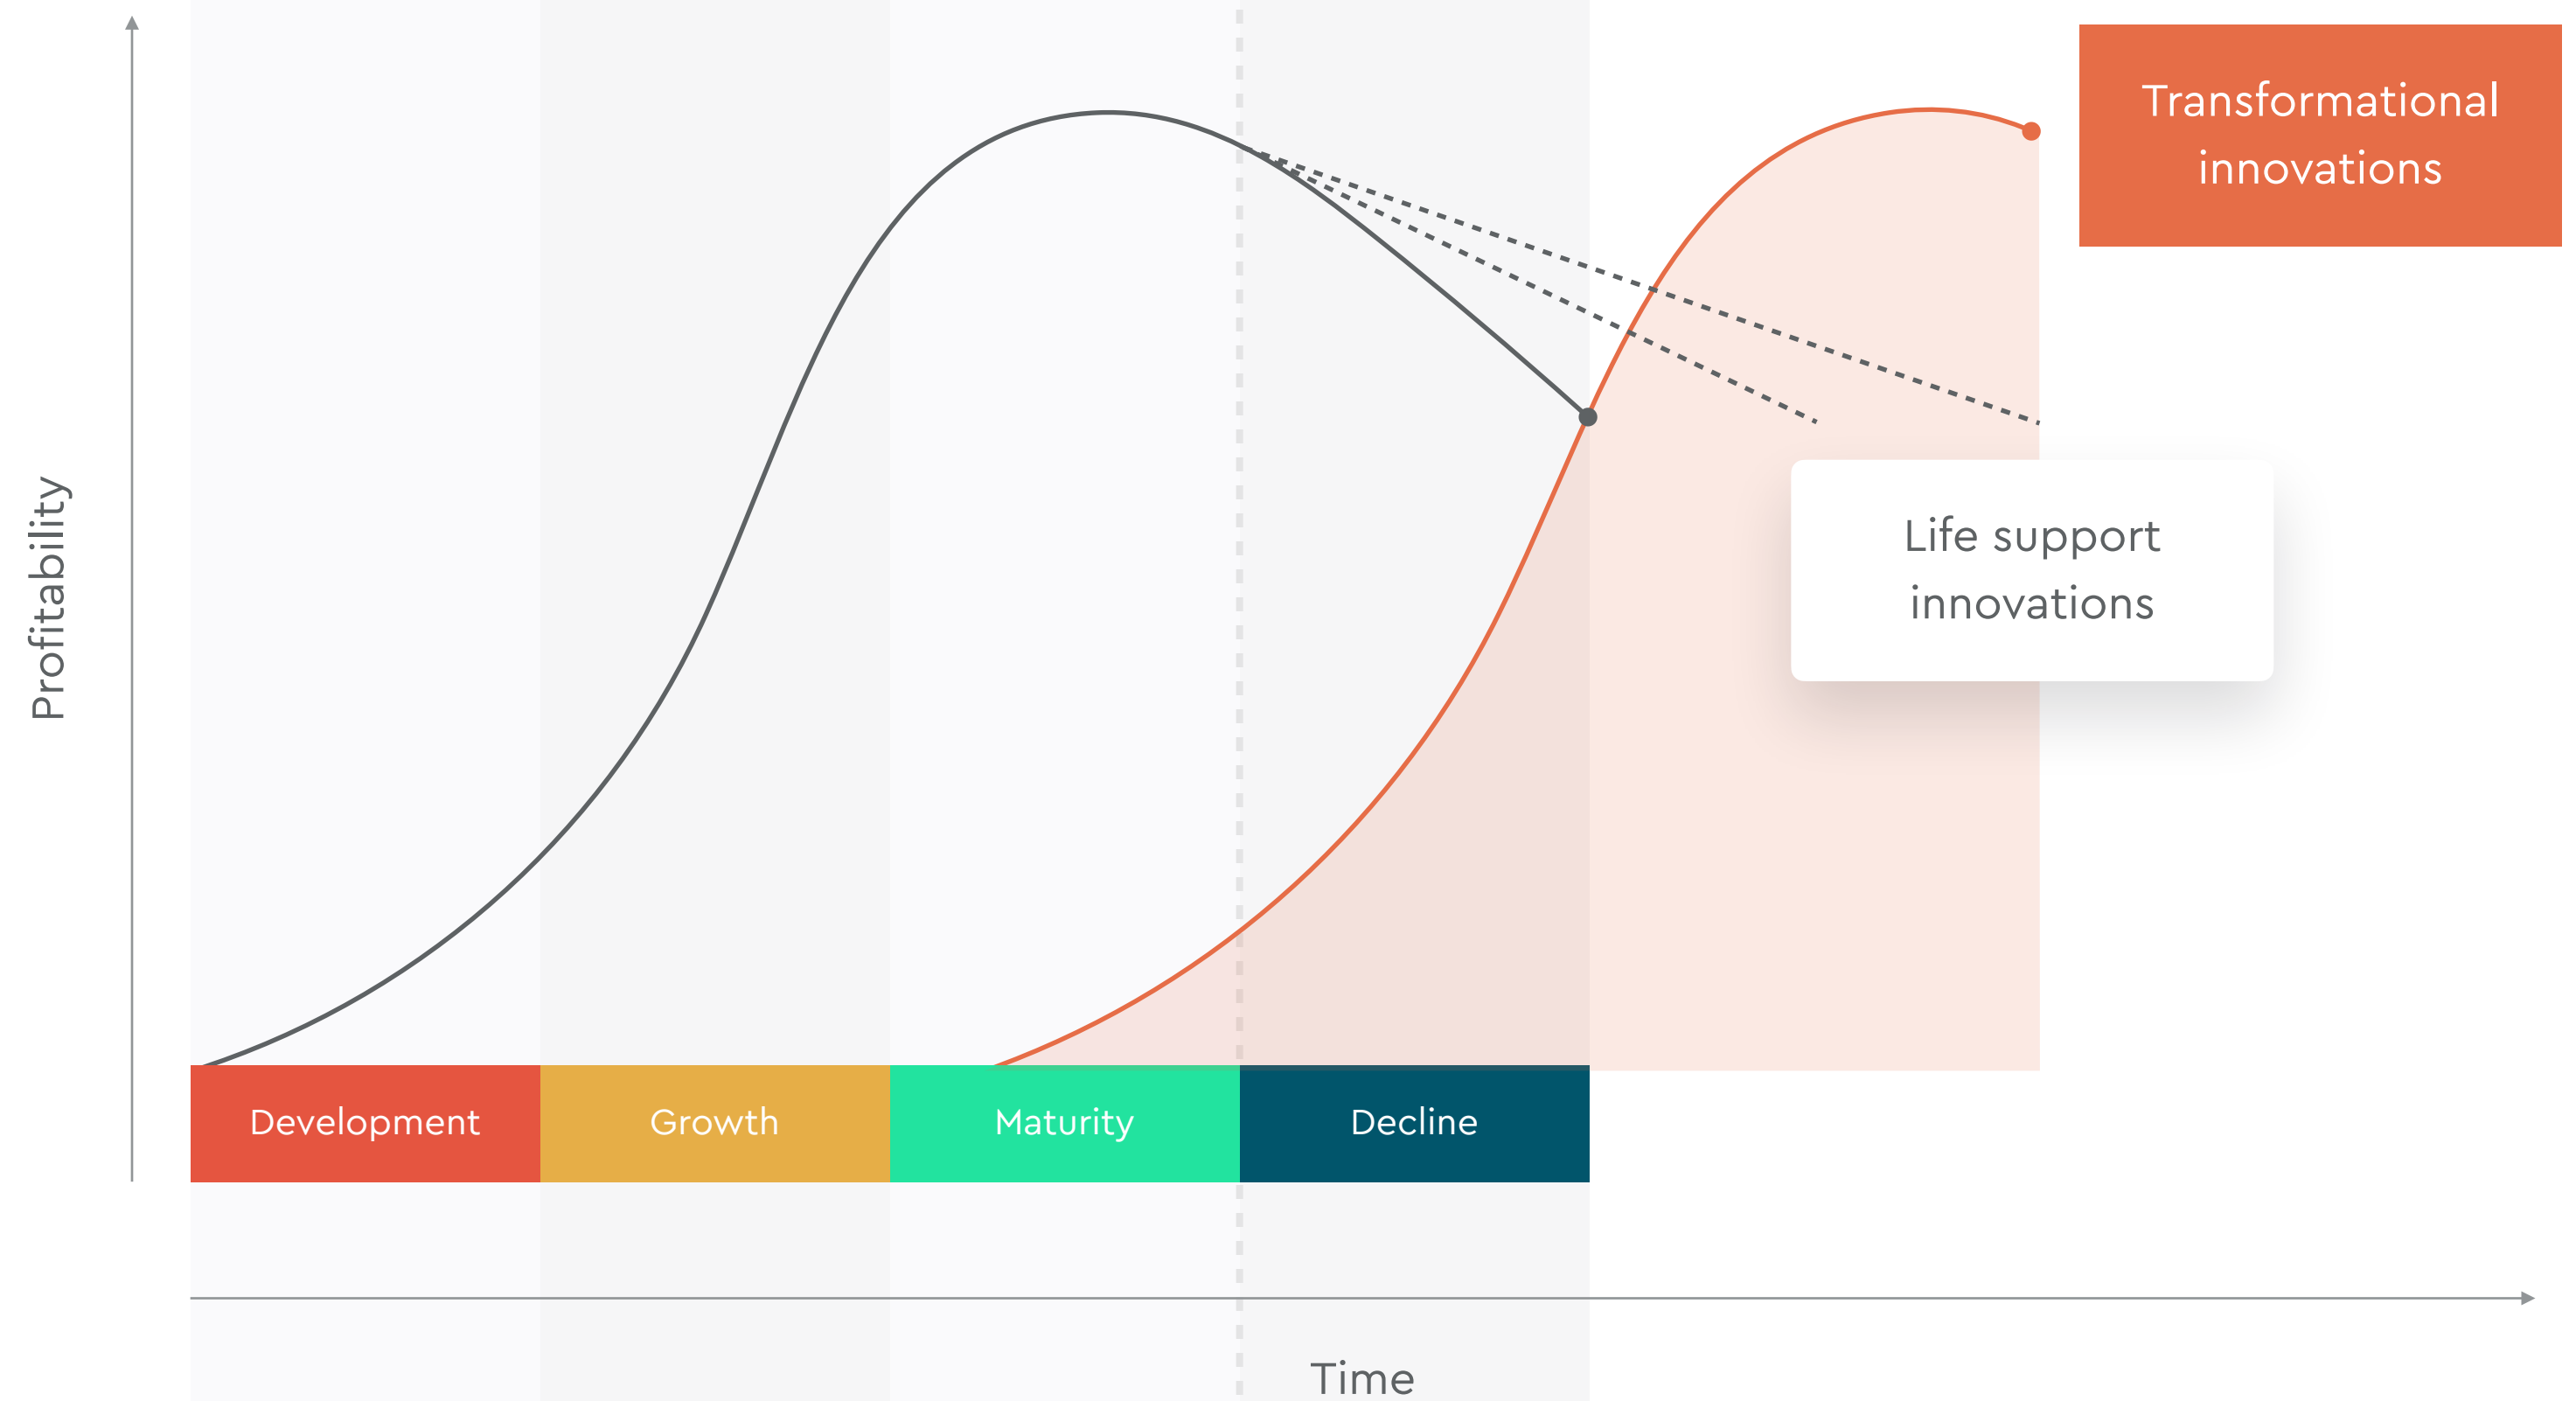 Transformational
innovations
Profitability
Life support
innovations
Development
Growth
Maturity
Decline
Time